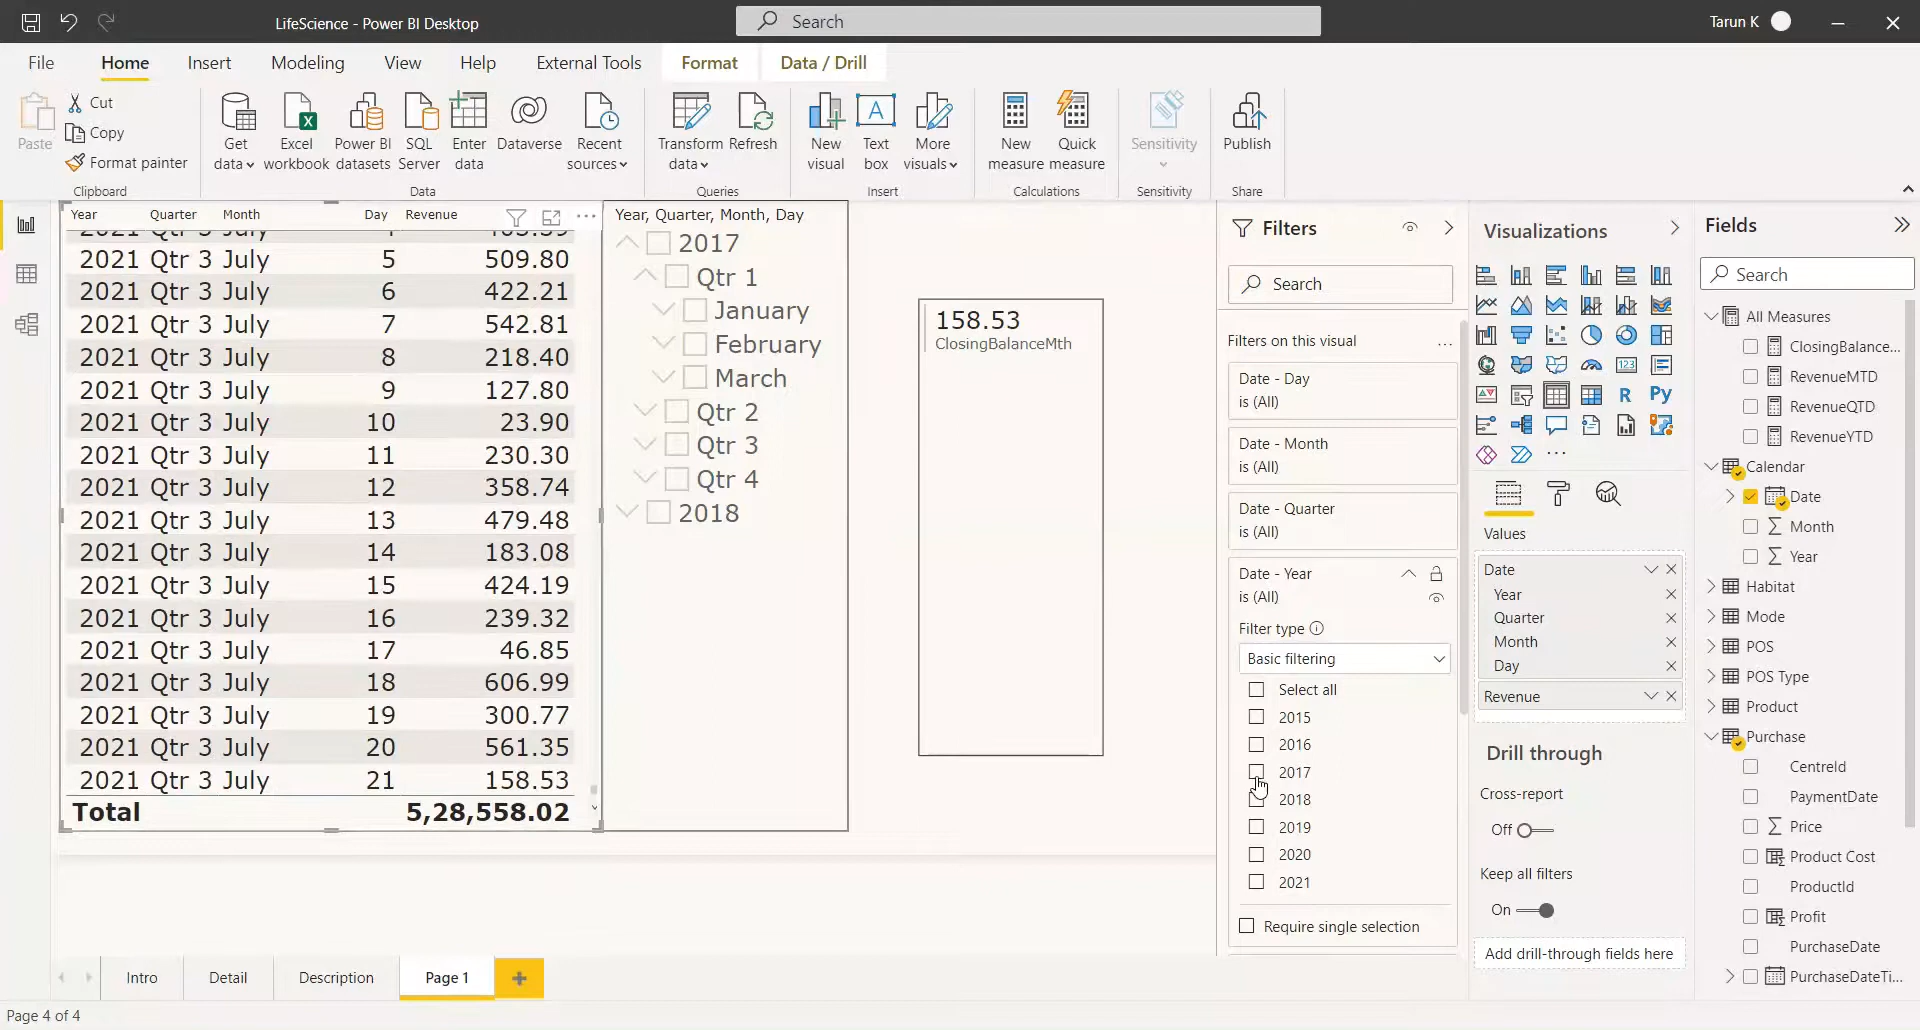 LifeScience - Power BI Desktop
Search
Tarun K
File Home Insert Modeling View Help External Tools Format Data / Drill
Paste
Cut
Copy
Format painter
Clipboard
Get data
Excel workbook
Power BI datasets
SQL Server
Enter data
Dataverse
Recent sources
Data
Transform data
Refresh
Queries
New visual
Text box
More visuals
Insert
New measure
Quick measure
Calculations
Sensitivity
Sensitivity
Publish
Share
Year Quarter Month Day Revenue
2021 Qtr 3 July 5 509.80
2021 Qtr 3 July 6 422.21
2021 Qtr 3 July 7 542.81
2021 Qtr 3 July 8 218.40
2021 Qtr 3 July 9 127.80
2021 Qtr 3 July 10 23.90
2021 Qtr 3 July 11 230.30
2021 Qtr 3 July 12 358.74
2021 Qtr 3 July 13 479.48
2021 Qtr 3 July 14 183.08
2021 Qtr 3 July 15 424.19
2021 Qtr 3 July 16 239.32
2021 Qtr 3 July 17 46.85
2021 Qtr 3 July 18 606.99
2021 Qtr 3 July 19 300.77
2021 Qtr 3 July 20 561.35
2021 Qtr 3 July 21 158.53
Total 5,28,558.02
Year, Quarter, Month, Day
2017
Qtr 1
January
February
March
Qtr 2
Qtr 3
Qtr 4
2018
158.53
ClosingBalanceMth
Filters
Search
Filters on this visual ...
Date - Day
is (All)
Date - Month
is (All)
Date - Quarter
is (All)
Date - Year
is (All)
Filter type
Basic filtering
Select all
2015
2016
2017
2018
2019
2020
2021
Require single selection
Visualizations
R Py
123
...
Values
Date
Year
Quarter
Month
Day
Revenue
Drill through
Cross-report
Off
Keep all filters
On
Add drill-through fields here
Fields
Search
All Measures
ClosingBalance...
RevenueMTD
RevenueQTD
RevenueYTD
Calendar
Date
Month
Year
Habitat
Mode
POS
POS Type
Product
Purchase
CentreId
PaymentDate
Price
Product Cost
ProductId
Profit
PurchaseDate
PurchaseDateTi...
Intro Detail Description Page 1
Page 4 of 4